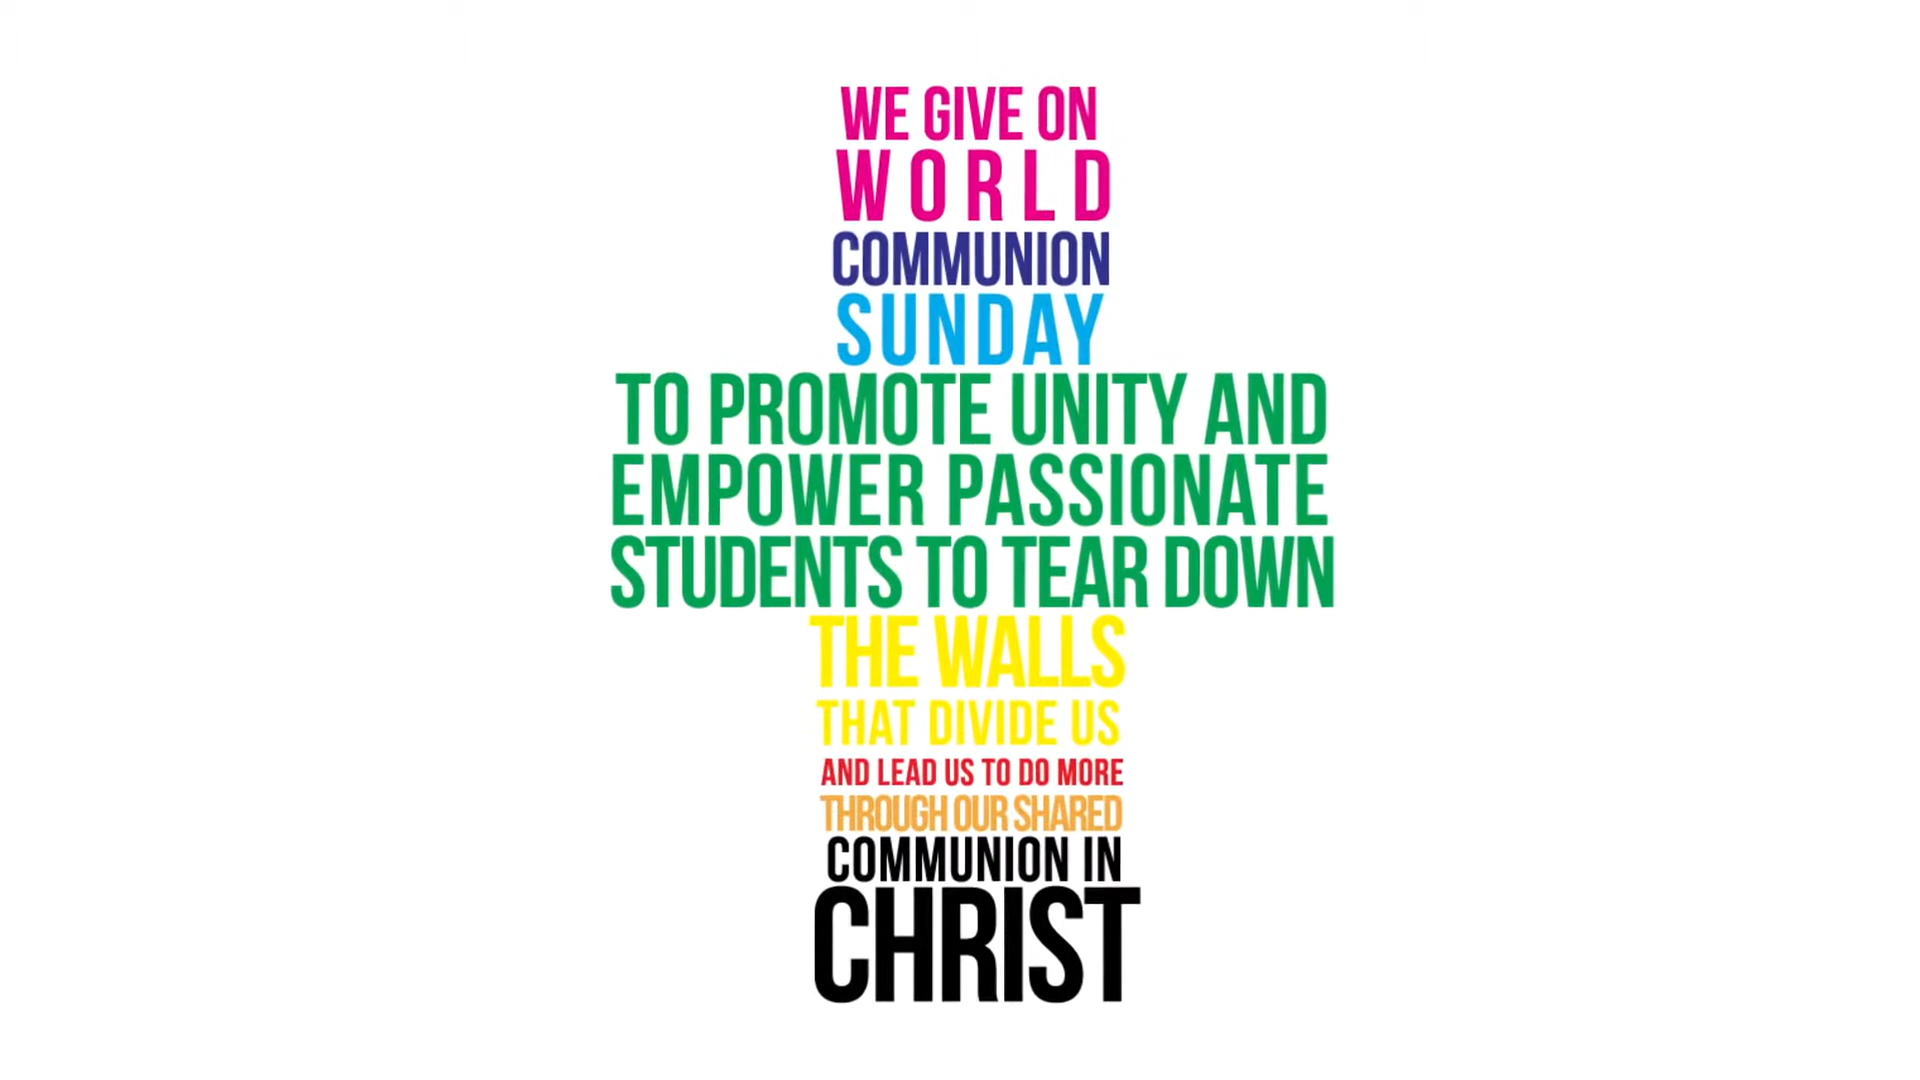 WE GIVE ON
WORLD
COMMUNION
SUNDAY
TO PROMOTE UNITY AND
EMPOWER PASSIONATE
STUDENTS TO TEAR DOWN
THE WALLS
THAT DIVIDE US
AND LEAD US TO DO MORE
THROUGH OUR SHARED
COMMUNION IN
CHRIST